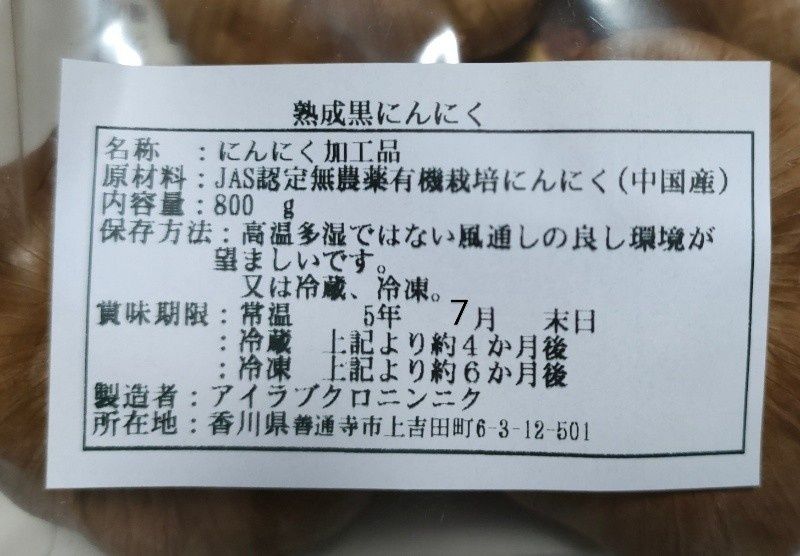 熟成黒にんにく
名称 :にんにく加工品
原材料:JAS認定無農薬有機栽培にんにく(中国産)
内容量:800 g
保存方法:高温多湿ではない風通しの良し環境が
望ましいです。
又は冷蔵、冷凍。
賞味期限:常温 5年 7月 末日
:冷蔵 上記より約4か月後
:冷凍 上記より約6か月後
製造者:アイラブクロニンニク
所在地:香川県善通寺市上吉田町6-3-12-501